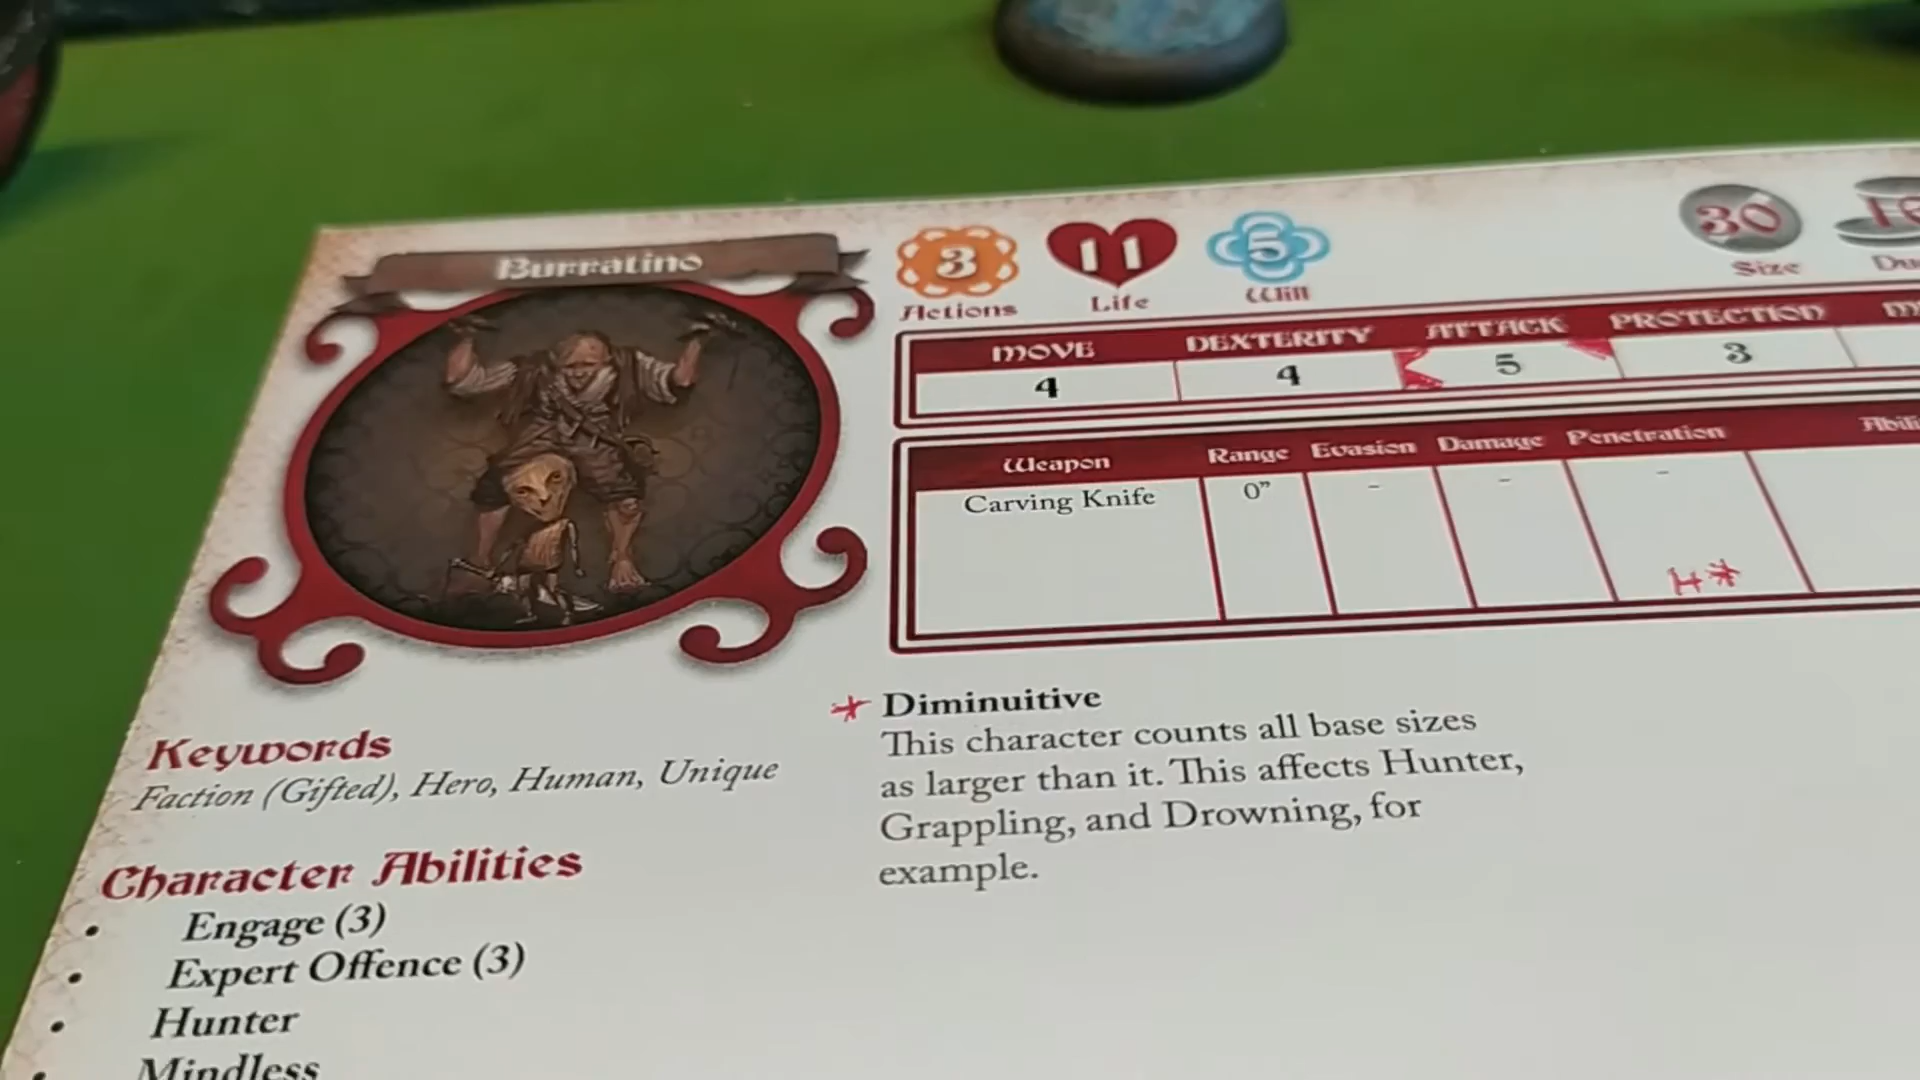 Burratino
3 11 5 30
Actions Life Will Size
MOVE DEXTERITY ATTACK PROTECTION
4 4 5 3
Weapon Range Evasion Damage Penetration
Carving Knife 0” - - -
H*
Keywords
Faction (Gifted), Hero, Human, Unique
Character Abilities
• Engage (3)
• Expert Offence (3)
• Hunter
• Mindless
* Diminuitive
This character counts all base sizes
as larger than it. This affects Hunter,
Grappling, and Drowning, for
example.